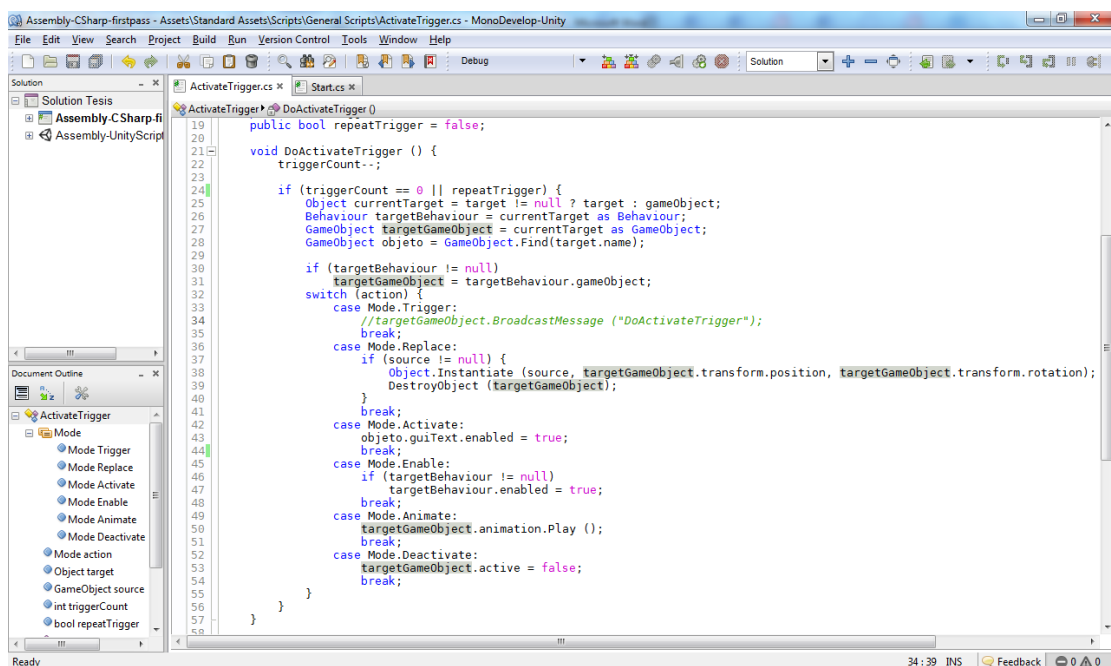 Assembly-CSharp-firstpass - Assets\Standard Assets\Scripts\General Scripts\ActivateTrigger.cs - MonoDevelop-Unity
File Edit View Search Project Build Run Version Control Tools Window Help
Debug
Solution
Solution
ActivateTrigger.cs
Start.cs
Solution Tesis
Assembly-CSharp-fi
Assembly-UnityScript
ActivateTrigger DoActivateTrigger ()
19 public bool repeatTrigger = false;
20
21 void DoActivateTrigger () {
22 triggerCount--;
23
24 if (triggerCount == 0 || repeatTrigger) {
25 Object currentTarget = target != null ? target : gameObject;
26 Behaviour targetBehaviour = currentTarget as Behaviour;
27 GameObject targetGameObject = currentTarget as GameObject;
28 GameObject objeto = GameObject.Find(target.name);
29
30 if (targetBehaviour != null)
31 targetGameObject = targetBehaviour.gameObject;
32 switch (action) {
33 case Mode.Trigger:
34 //targetGameObject.BroadcastMessage ("DoActivateTrigger");
35 break;
36 case Mode.Replace:
37 if (source != null) {
38 Object.Instantiate (source, targetGameObject.transform.position, targetGameObject.transform.rotation);
39 DestroyObject (targetGameObject);
40 }
41 break;
42 case Mode.Activate:
43 objeto.guiText.enabled = true;
44 break;
45 case Mode.Enable:
46 if (targetBehaviour != null)
47 targetBehaviour.enabled = true;
48 break;
49 case Mode.Animate:
50 targetGameObject.animation.Play ();
51 break;
52 case Mode.Deactivate:
53 targetGameObject.active = false;
54 break;
55 }
56 }
57 }
58
Document Outline
ActivateTrigger
Mode
Mode Trigger
Mode Replace
Mode Activate
Mode Enable
Mode Animate
Mode Deactivate
Mode action
Object target
GameObject source
int triggerCount
bool repeatTrigger
Ready
34 : 39 INS Feedback 0 0